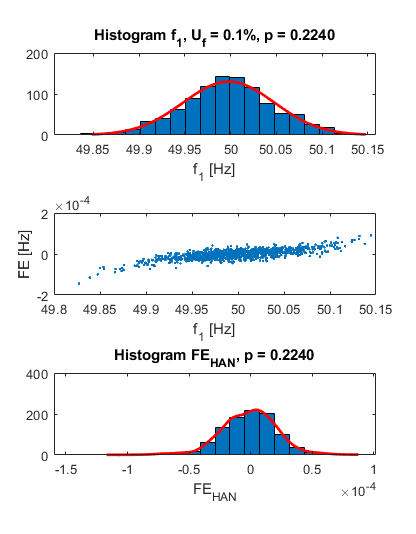 Histogram f1, Uf = 0.1%, p = 0.2240
200
100
0
49.85 49.9 49.95 50 50.05 50.1 50.15
f1 [Hz]
×10-4
2
0
-2
FE [Hz]
49.8 49.85 49.9 49.95 50 50.05 50.1 50.15
f1 [Hz]
Histogram FEHAN, p = 0.2240
400
200
0
-1.5 -1 -0.5 0 0.5 1
FEHAN
×10-4